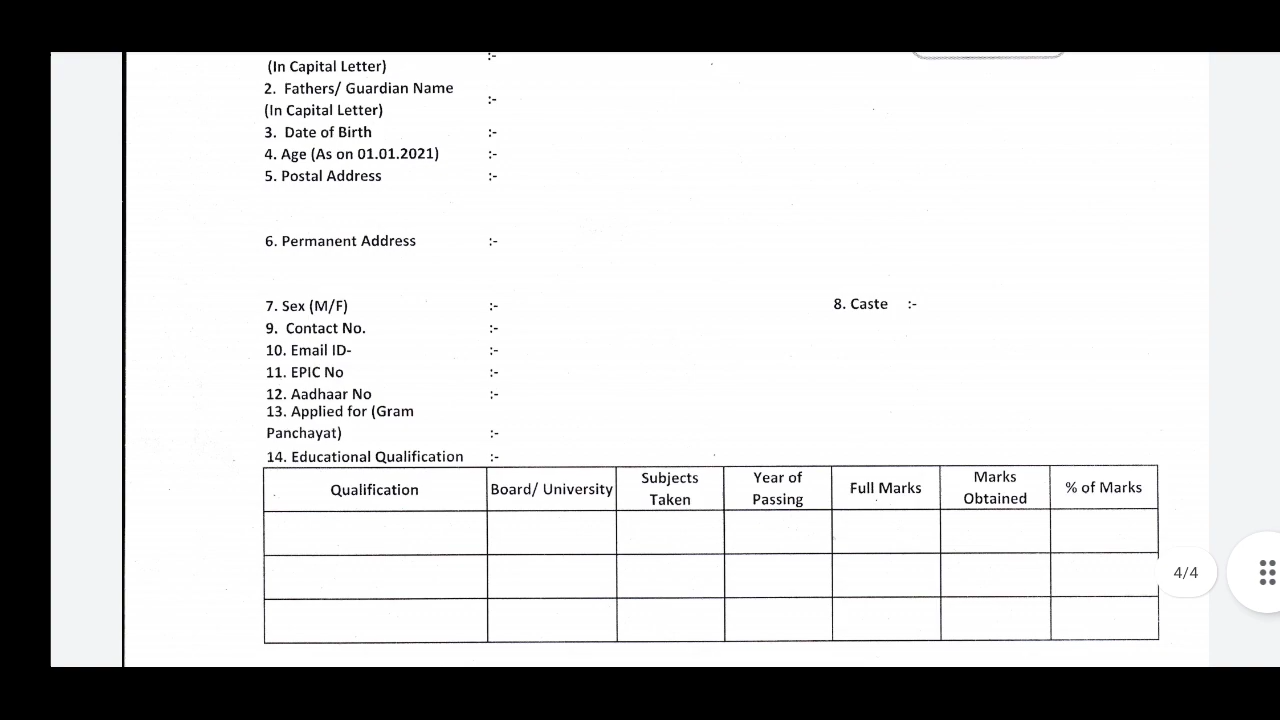 :-
(In Capital Letter)
2. Fathers/ Guardian Name
:-
(In Capital Letter)
3. Date of Birth :-
4. Age (As on 01.01.2021) :-
5. Postal Address :-
6. Permanent Address :-
7. Sex (M/F) :- 8. Caste :-
9. Contact No. :-
10. Email ID- :-
11. EPIC No :-
12. Aadhaar No :-
13. Applied for (Gram
Panchayat) :-
14. Educational Qualification :-
Qualification Board/ University Subjects Taken Year of Passing Full Marks Marks Obtained % of Marks
4/4